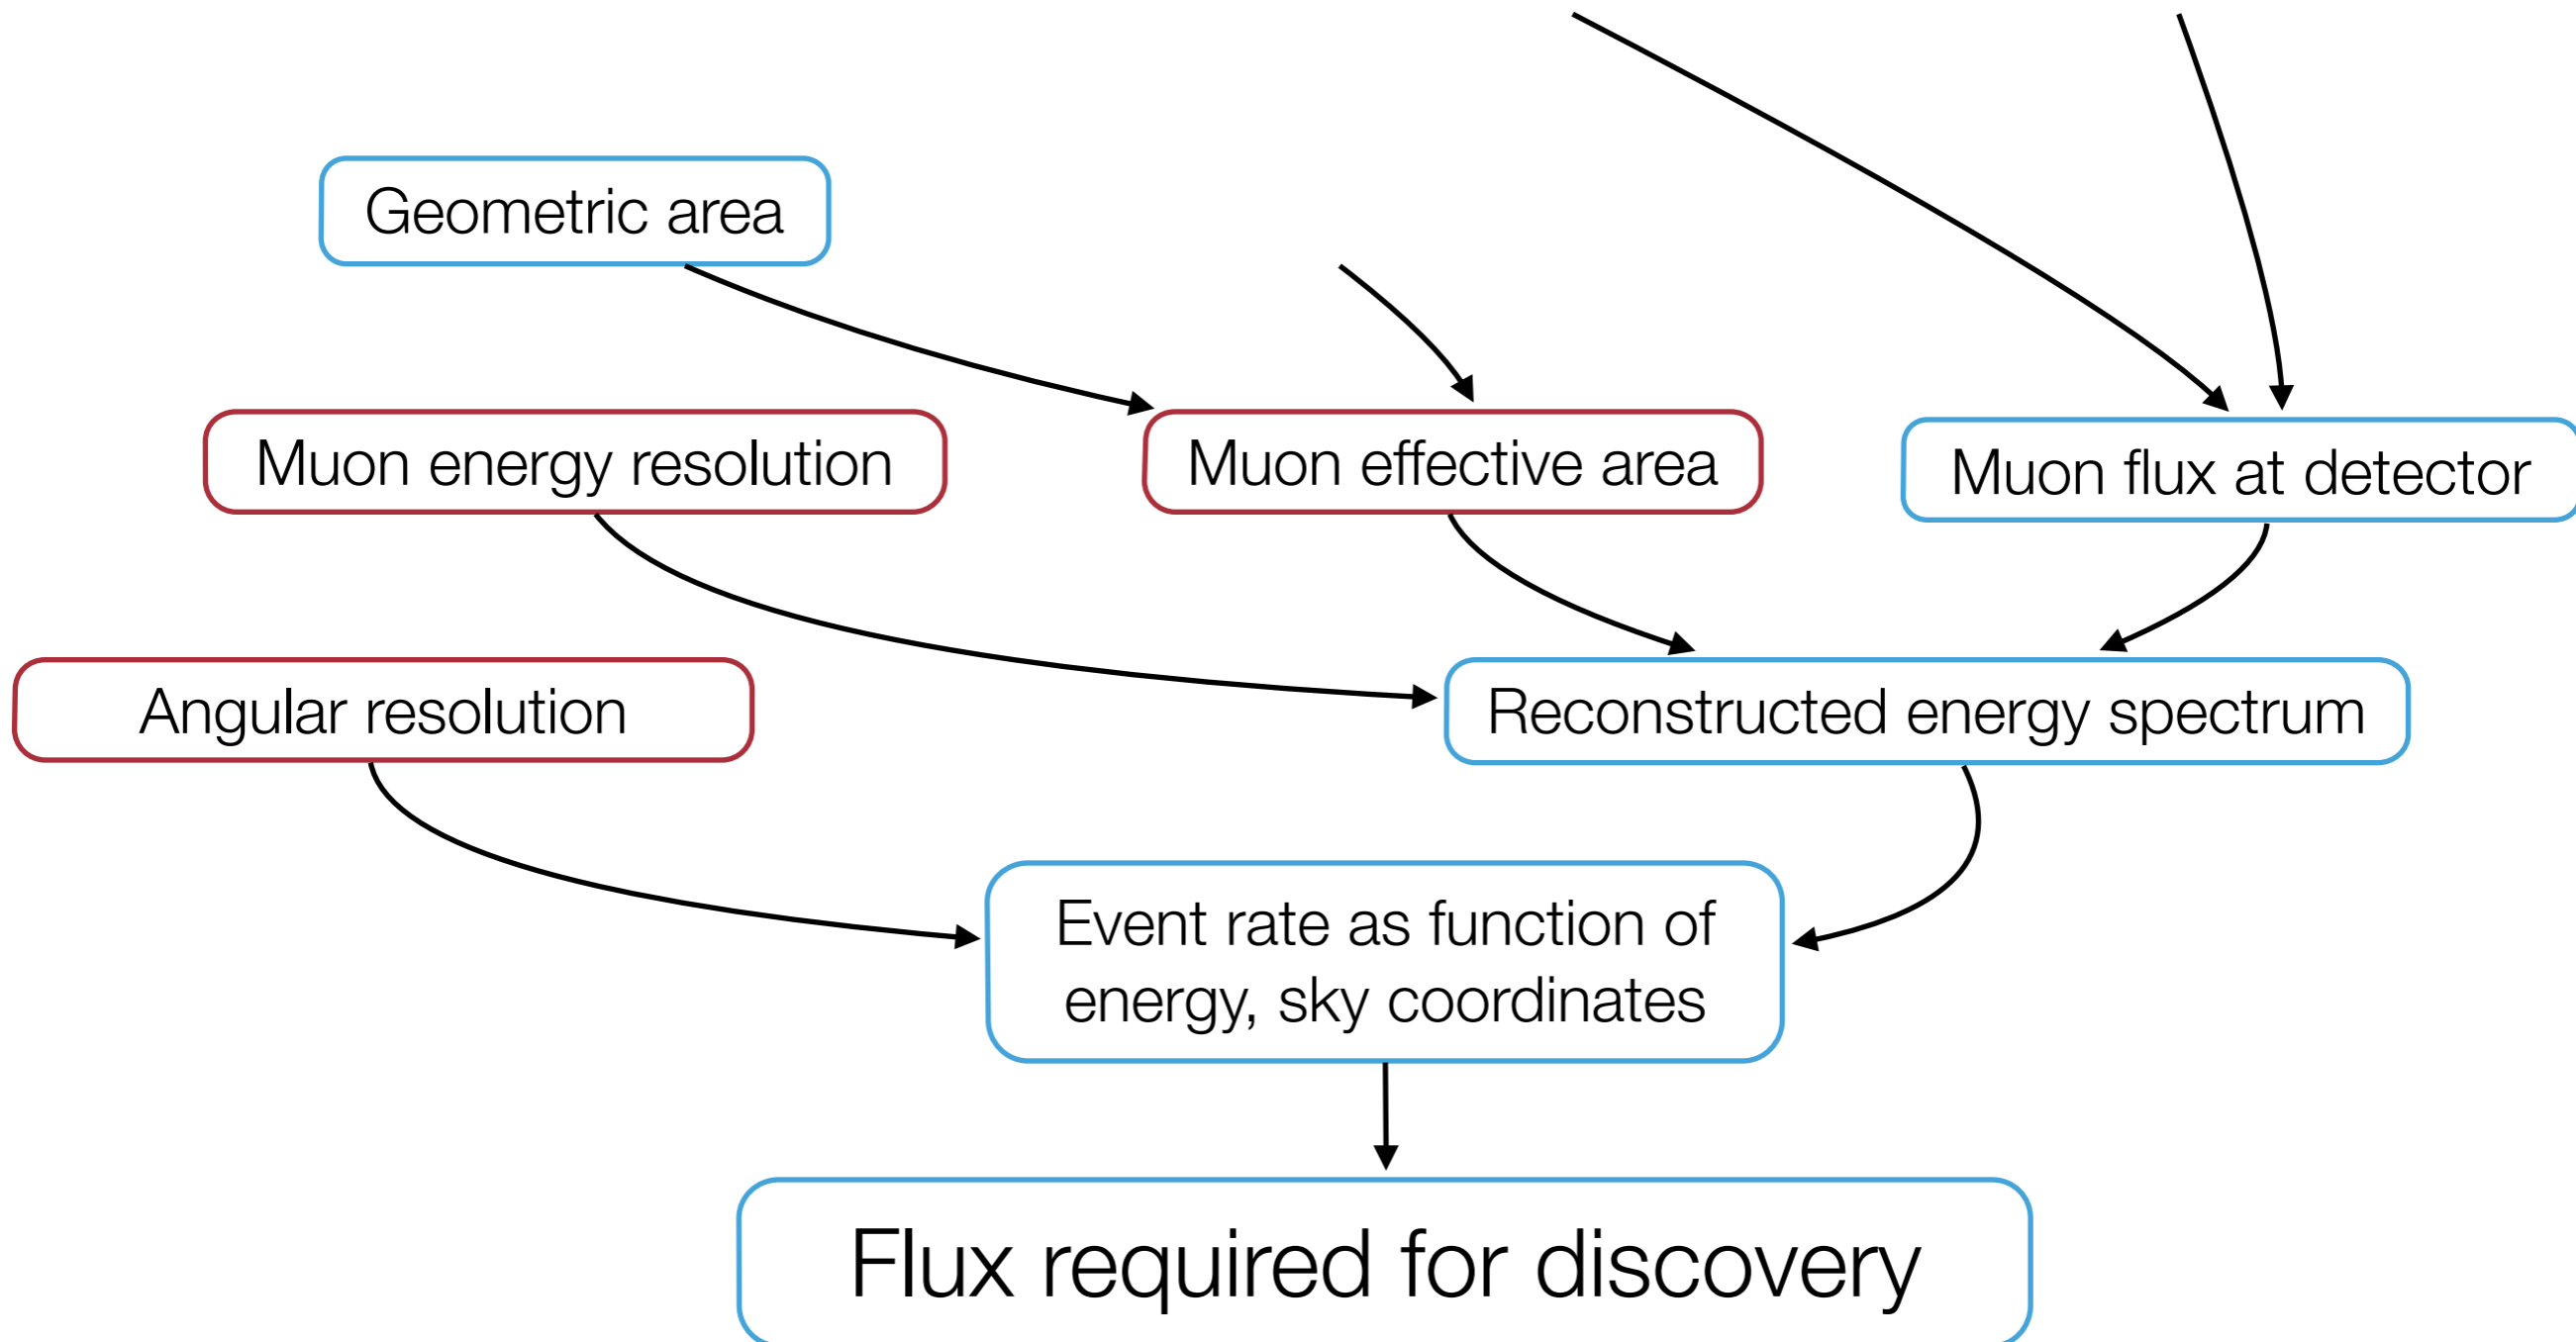 Geometric area
Muon energy resolution
Muon effective area
Muon flux at detector
Angular resolution
Reconstructed energy spectrum
Event rate as function of
energy, sky coordinates
Flux required for discovery